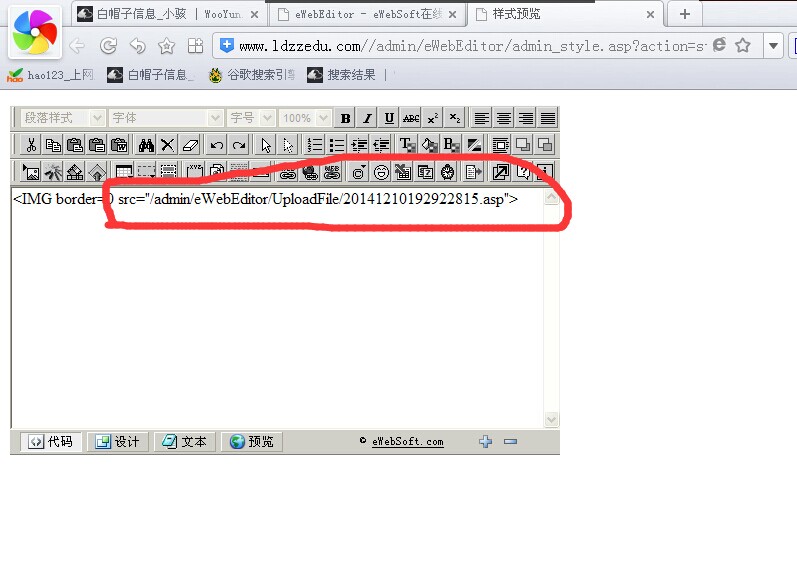 白帽子信息_小骇 | WooYun
eWebEditor - eWebSoft在线
样式预览
www.ldzzedu.com//admin/eWebEditor/admin_style.asp?action=s
hao123_上网
白帽子信息_
谷歌搜索引擎
搜索结果 |
段落样式
字体
字号
100%
<IMG border=0 src="/admin/eWebEditor/UploadFile/20141210192922815.asp">
代码
设计
文本
预览
© eWebSoft.com